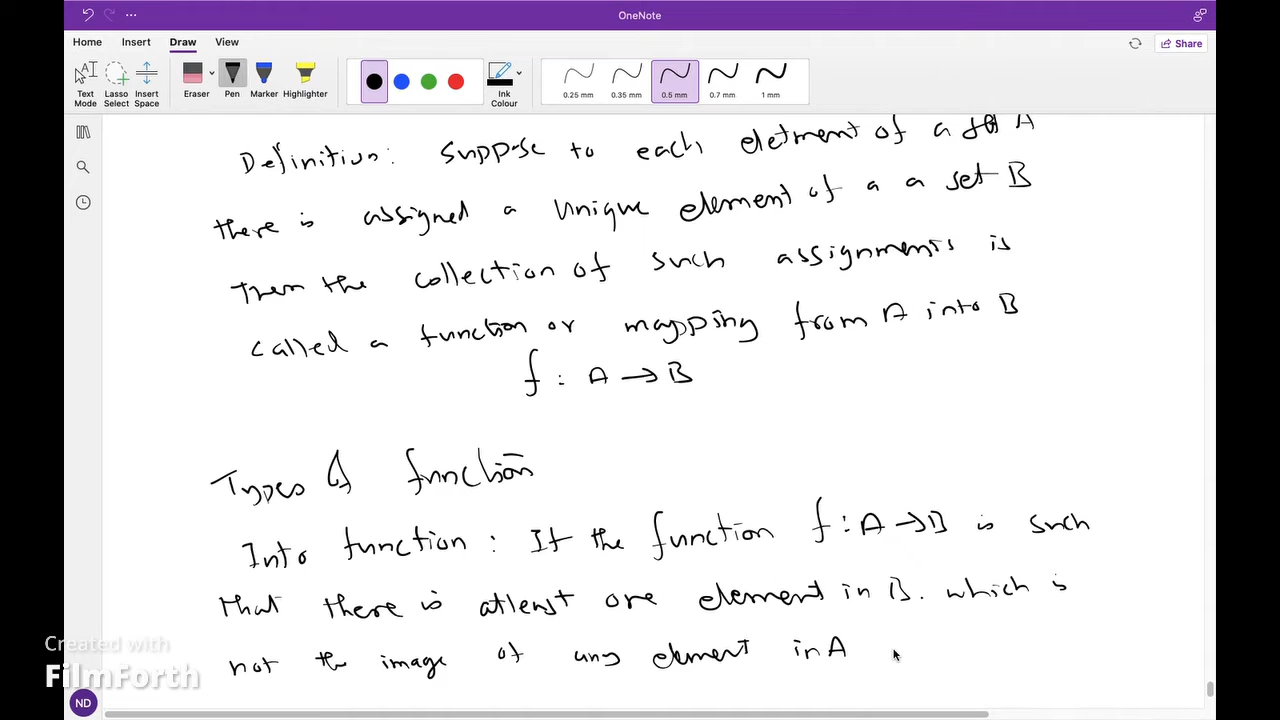 OneNote
Home Insert Draw View
Share
Text Mode
Lasso Select
Insert Space
Eraser
Pen
Marker
Highlighter
Ink Colour
0.25 mm
0.35 mm
0.5 mm
0.7 mm
1 mm
Definition: Suppose to each eletment of a A
there is assigned a unique element of a a set B
Then the collection of such assignments is
called a function or mapping from A into B
f : A → B
Types of function
Into function : If the function f : A → B is such
that there is atleast one element in B. which is
not the image of any element in A
Created with
FilmForth
ND